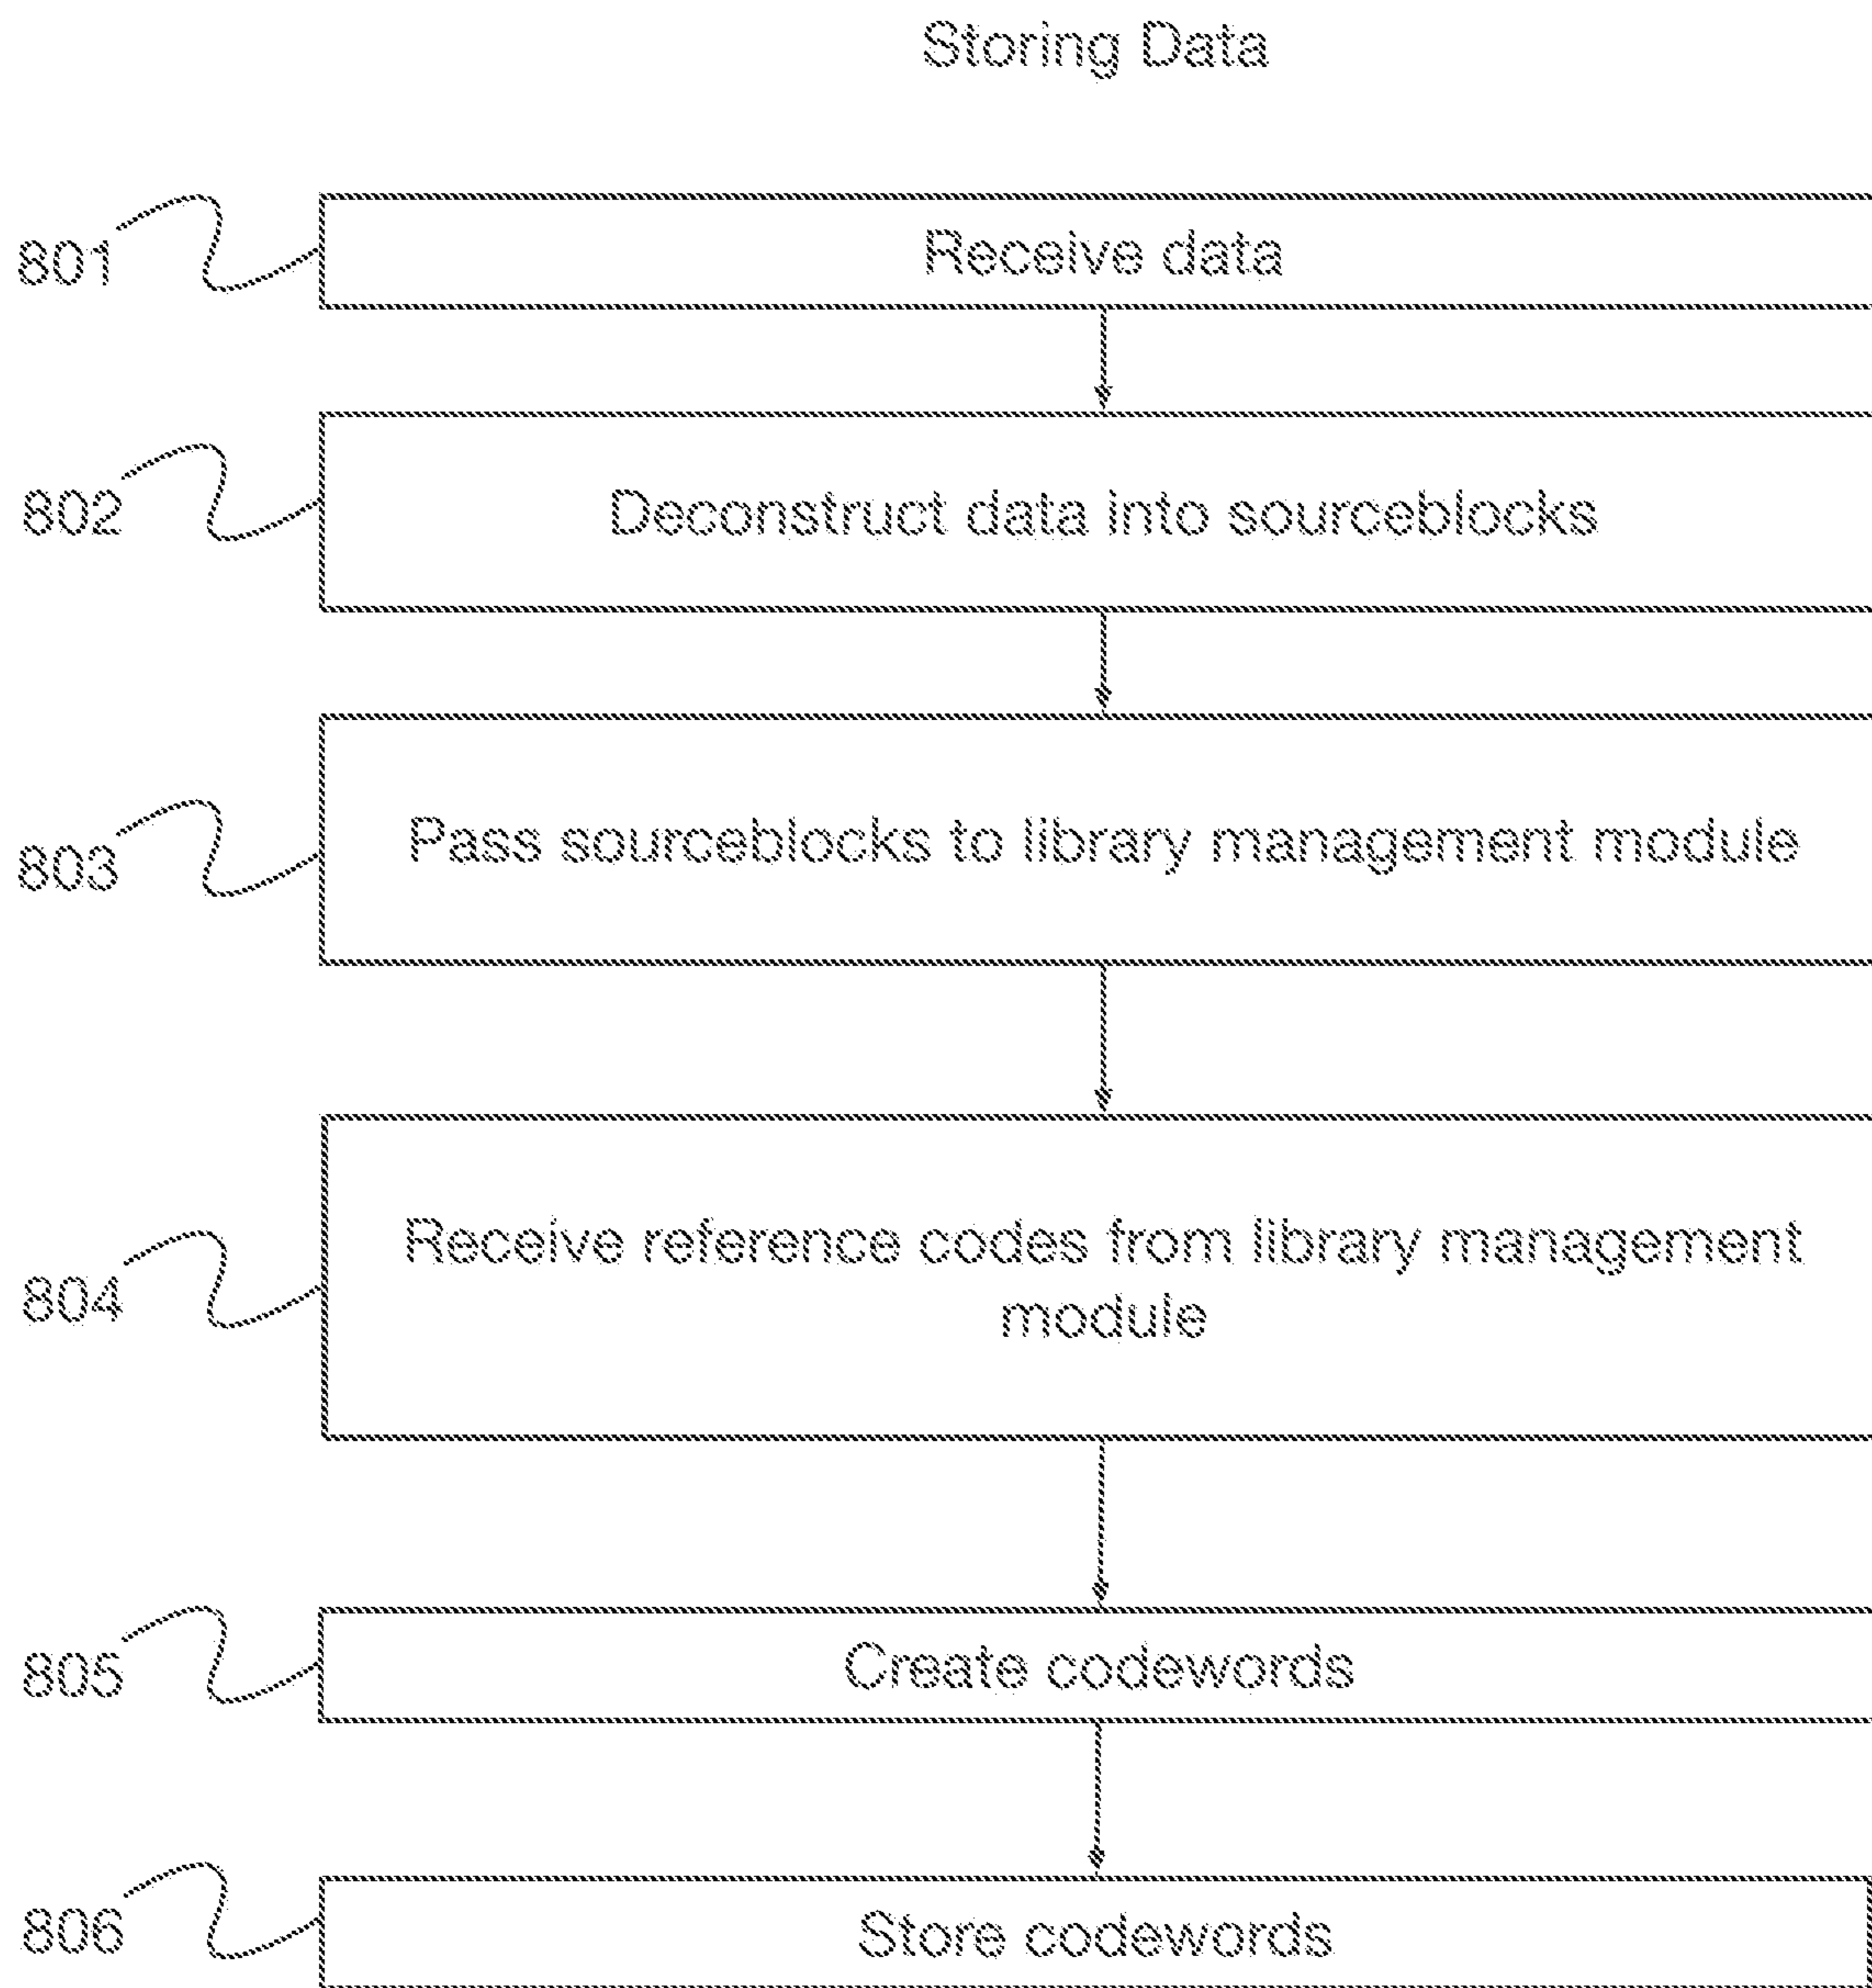 Storing Data
801
Receive data
802
Deconstruct data into sourceblocks
803
Pass sourceblocks to library management module
804
Receive reference codes from library management
module
805
Create codewords
806
Store codewords